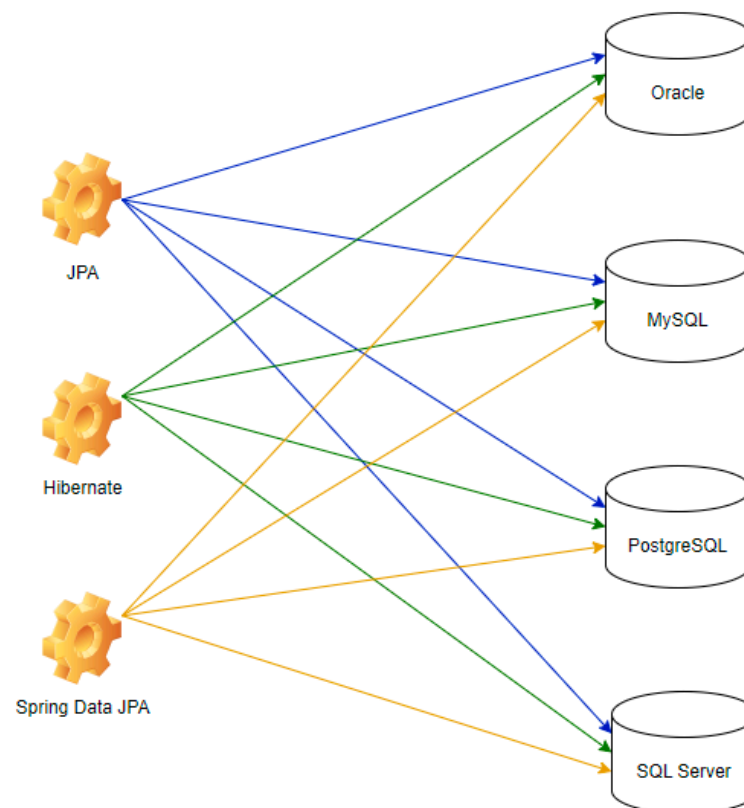 Oracle
JPA
MySQL
Hibernate
PostgreSQL
Spring Data JPA
SQL Server